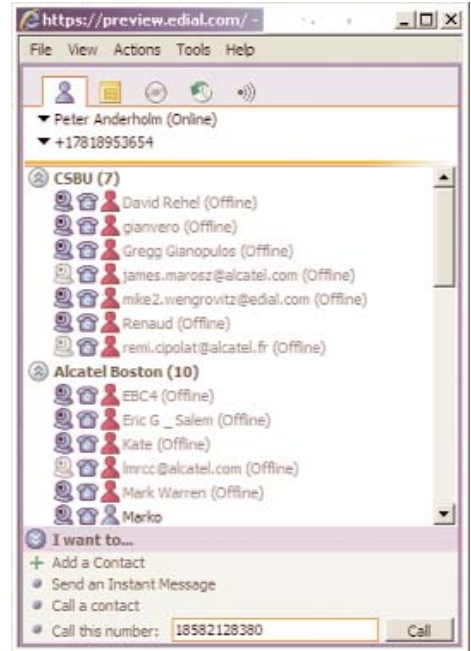 https://preview.edial.com/ -
File View Actions Tools Help
Peter Anderholm (Online)
+17818953654
CSBU (7)
David Rehel (Offline)
gianvero (Offline)
Gregg Gianopulos (Offline)
james.marosz@alcatel.com (Offline)
mike2.wengrovitz@edial.com (Offline)
Renaud (Offline)
remi.cipolat@alcatel.fr (Offline)
Alcatel Boston (10)
EBC4 (Offline)
Eric G _ Salem (Offline)
Kate (Offline)
lmrcc@alcatel.com (Offline)
Mark Warren (Offline)
Marko
I want to...
Add a Contact
Send an Instant Message
Call a contact
Call this number: 18582128380 Call